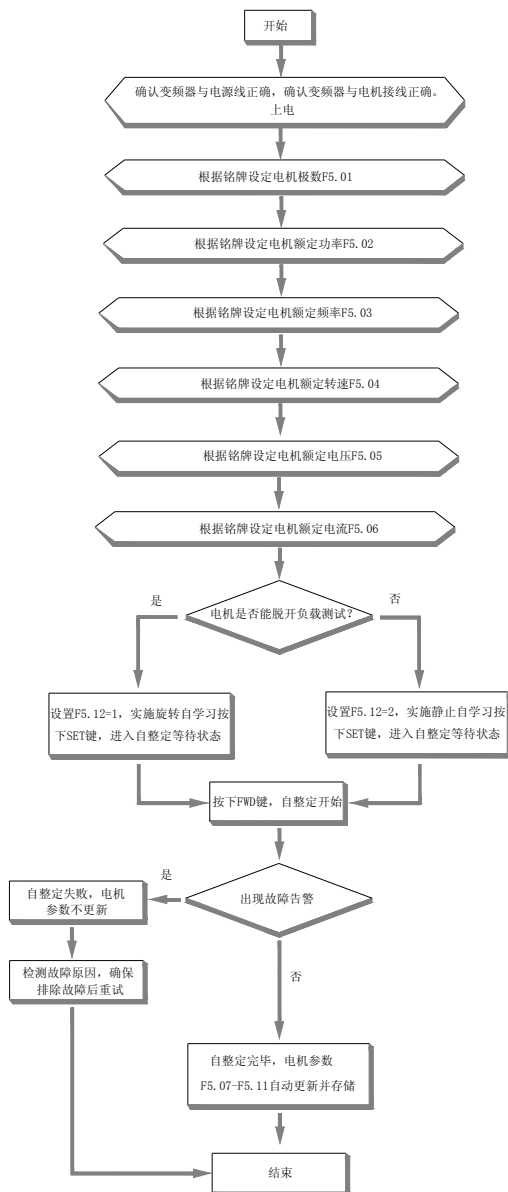 开始
确认变频器与电源线正确，确认变频器与电机接线正确。
上电
根据铭牌设定电机极数F5.01
根据铭牌设定电机额定功率F5.02
根据铭牌设定电机额定频率F5.03
根据铭牌设定电机额定转速F5.04
根据铭牌设定电机额定电压F5.05
根据铭牌设定电机额定电流F5.06
电机是否能脱开负载测试？
是
否
设置F5.12=1，实施旋转自学习按
下SET键，进入自整定等待状态
设置F5.12=2，实施静止自学习按
下SET键，进入自整定等待状态
按下FWD键，自整定开始
出现故障告警
是
自整定失败，电机
参数不更新
检测故障原因，确保
排除故障后重试
否
自整定完毕，电机参数
F5.07-F5.11自动更新并存储
结束